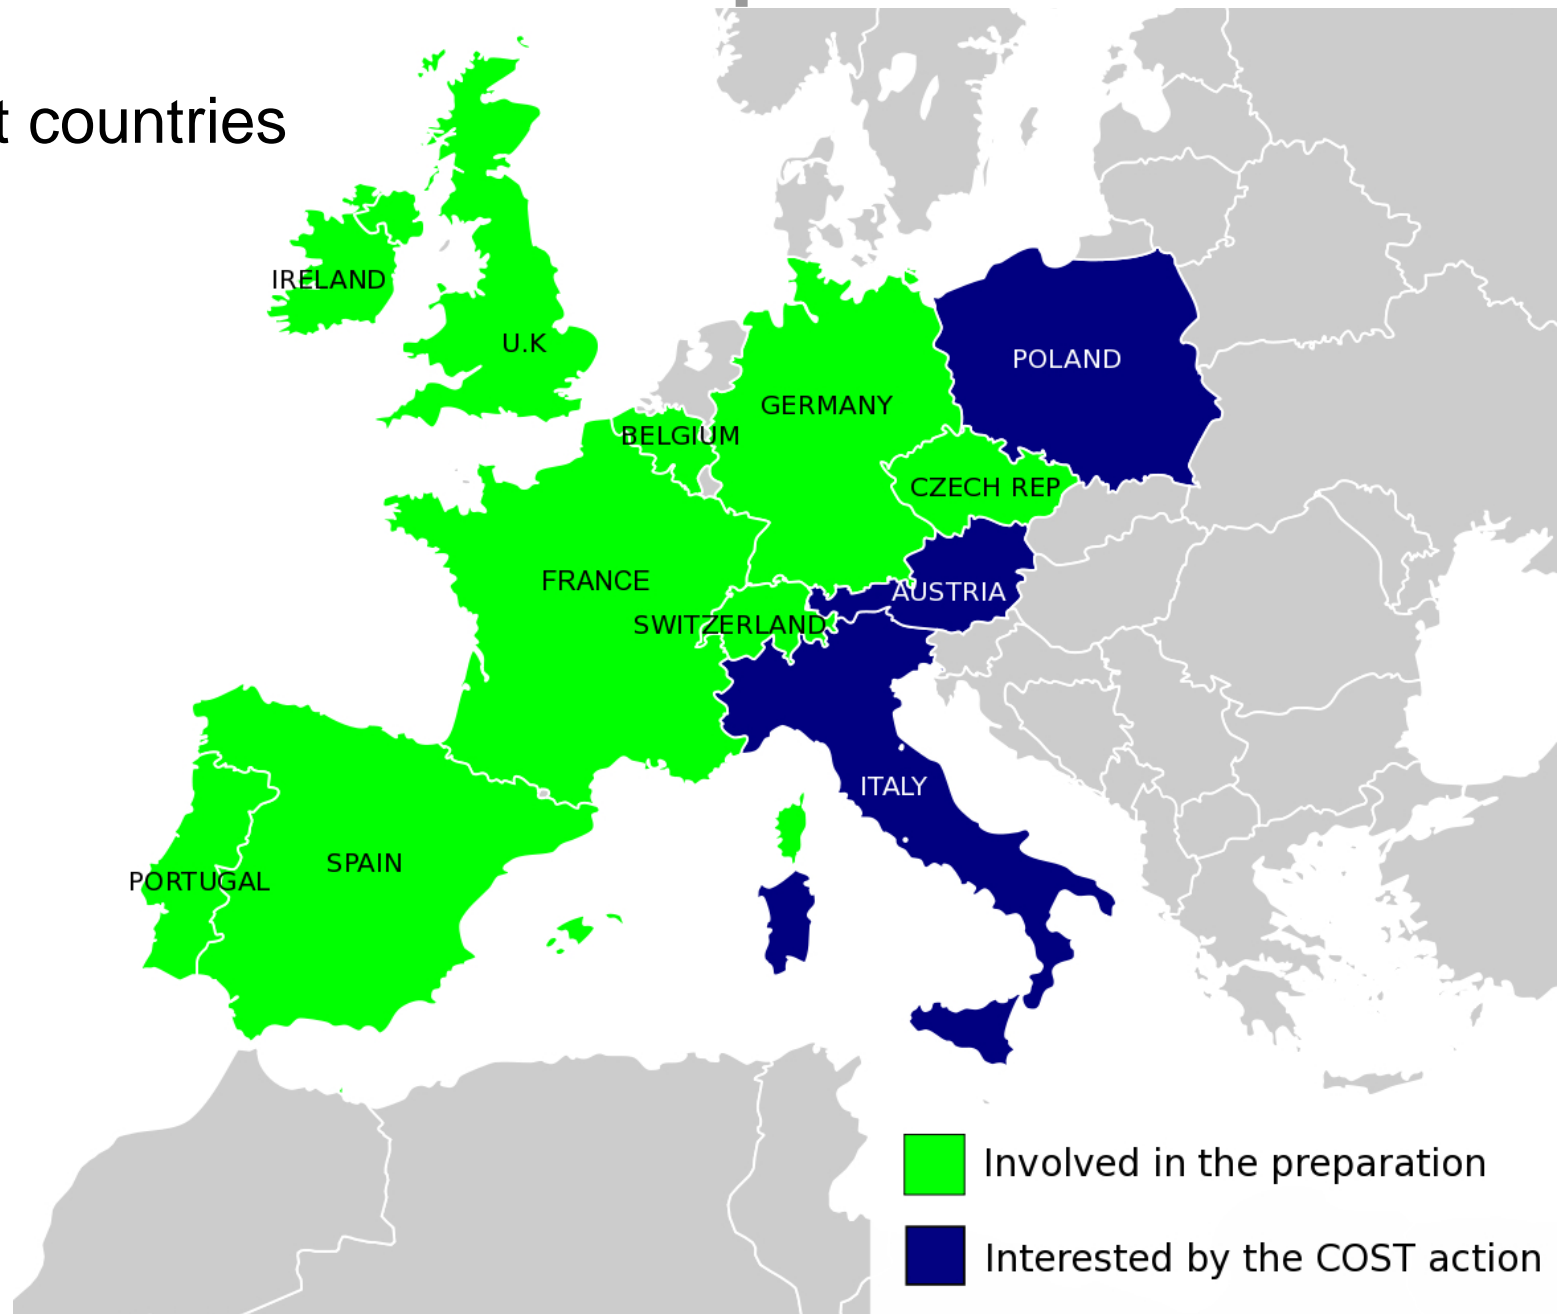 t countries
IRELAND
U.K
POLAND
GERMANY
BELGIUM
CZECH REP
FRANCE
AUSTRIA
SWITZERLAND
ITALY
SPAIN
PORTUGAL
Involved in the preparation
Interested by the COST action